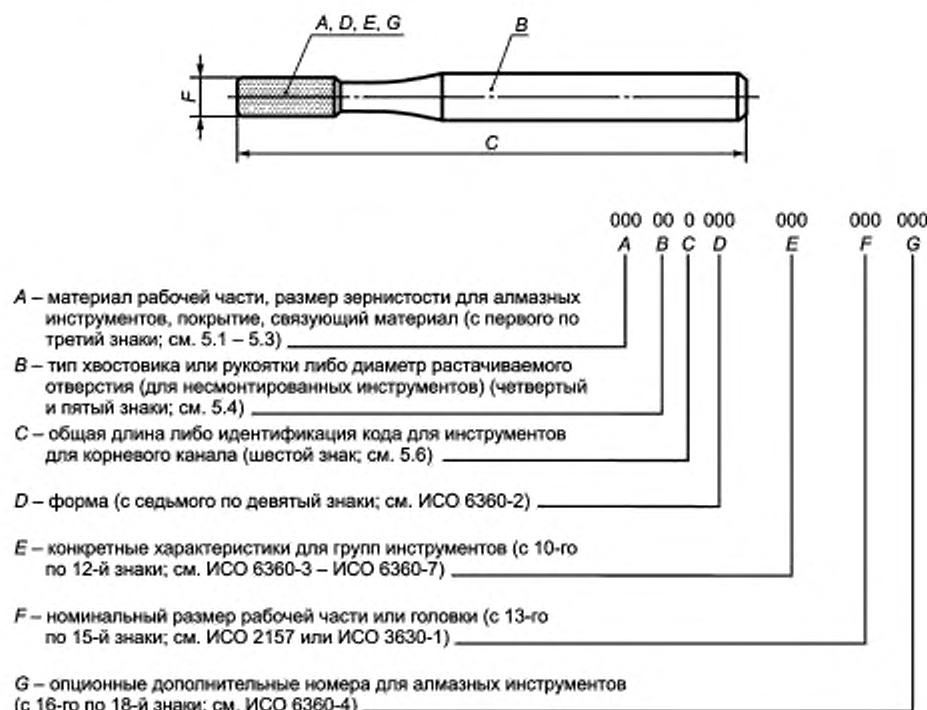 A, D, E, G
B
F
C
000 00 0 000 000 000 000
A B C D E F G
A – материал рабочей части, размер зернистости для алмазных
инструментов, покрытие, связующий материал (с первого по
третий знаки; см. 5.1 – 5.3)
B – тип хвостовика или рукоятки либо диаметр растачиваемого
отверстия (для несмонтированных инструментов) (четвертый
и пятый знаки; см. 5.4)
C – общая длина либо идентификация кода для инструментов
для корневого канала (шестой знак; см. 5.6)
D – форма (с седьмого по девятый знаки; см. ИСО 6360-2)
E – конкретные характеристики для групп инструментов (с 10-го
по 12-й знаки; см. ИСО 6360-3 – ИСО 6360-7)
F – номинальный размер рабочей части или головки (с 13-го
по 15-й знаки; см. ИСО 2157 или ИСО 3630-1)
G – опционные дополнительные номера для алмазных инструментов
(с 16-го по 18-й знаки; см. ИСО 6360-4)